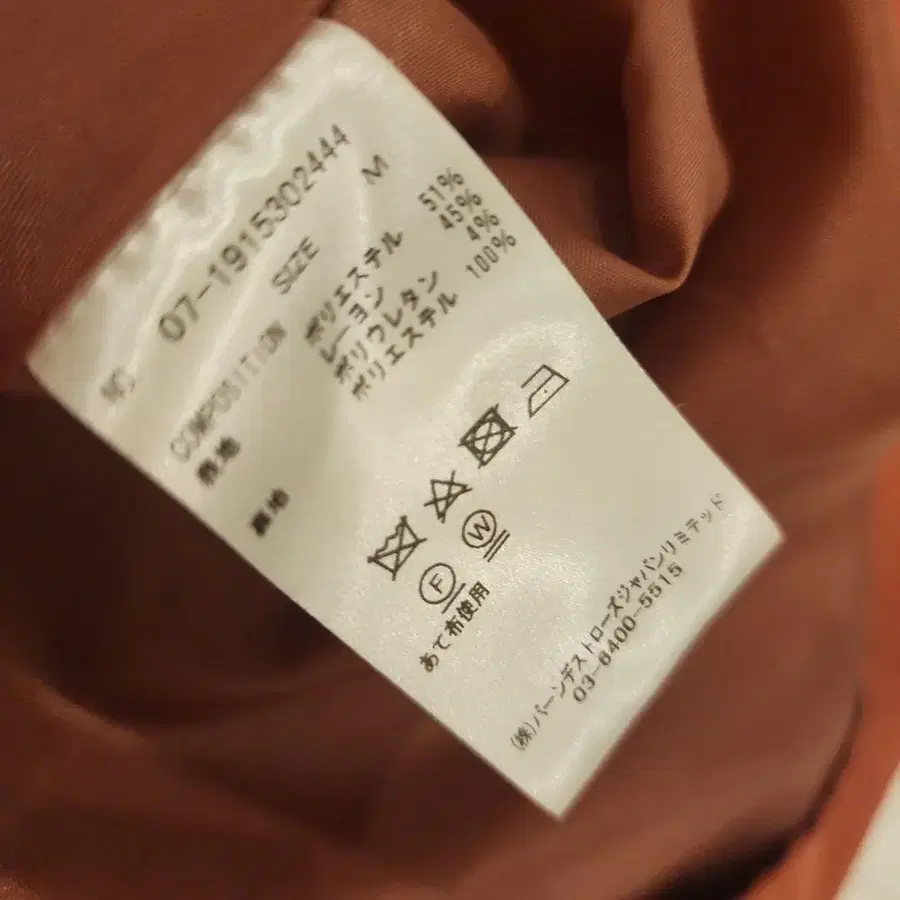 NO 07-1915302444
SIZE M
COMPOSITION
表地 ポリエステル 51%
レーヨン 45%
ポリウレタン 4%
裏地 ポリエステル 100%
F W
あて布使用
(株)バーンデストローズジャパンリミテッド
03-6400-5515